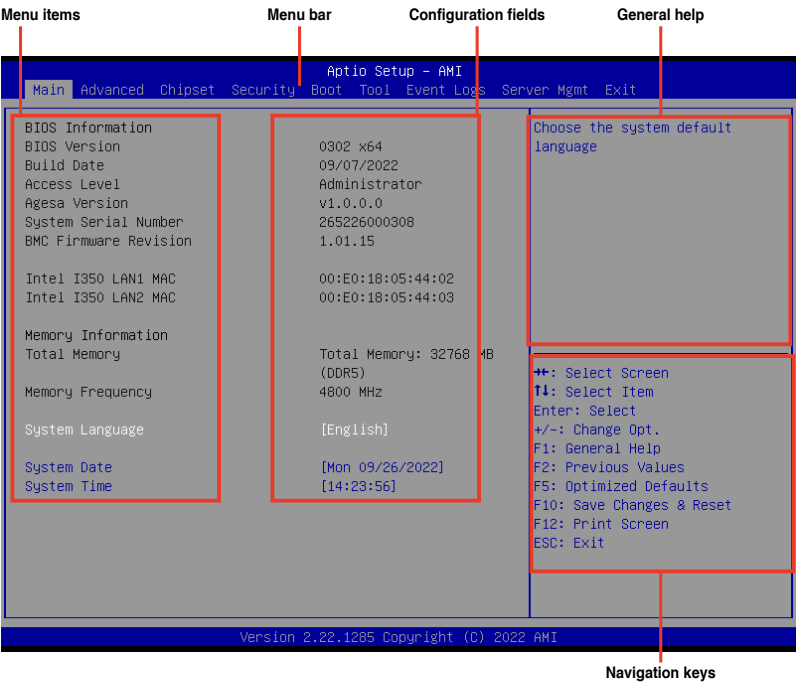 Menu items Menu bar Configuration fields General help
Aptio Setup – AMI
Main Advanced Chipset Security Boot Tool Event Logs Server Mgmt Exit
BIOS Information
BIOS Version 0302 x64
Build Date 09/07/2022
Access Level Administrator
Agesa Version v1.0.0.0
System Serial Number 265226000308
BMC Firmware Revision 1.01.15
Intel I350 LAN1 MAC 00:E0:18:05:44:02
Intel I350 LAN2 MAC 00:E0:18:05:44:03
Memory Information
Total Memory Total Memory: 32768 MB
(DDR5)
Memory Frequency 4800 MHz
System Language [English]
System Date [Mon 09/26/2022]
System Time [14:23:56]
Choose the system default
language
→←: Select Screen
↑↓: Select Item
Enter: Select
+/-: Change Opt.
F1: General Help
F2: Previous Values
F5: Optimized Defaults
F10: Save Changes & Reset
F12: Print Screen
ESC: Exit
Version 2.22.1285 Copyright (C) 2022 AMI
Navigation keys